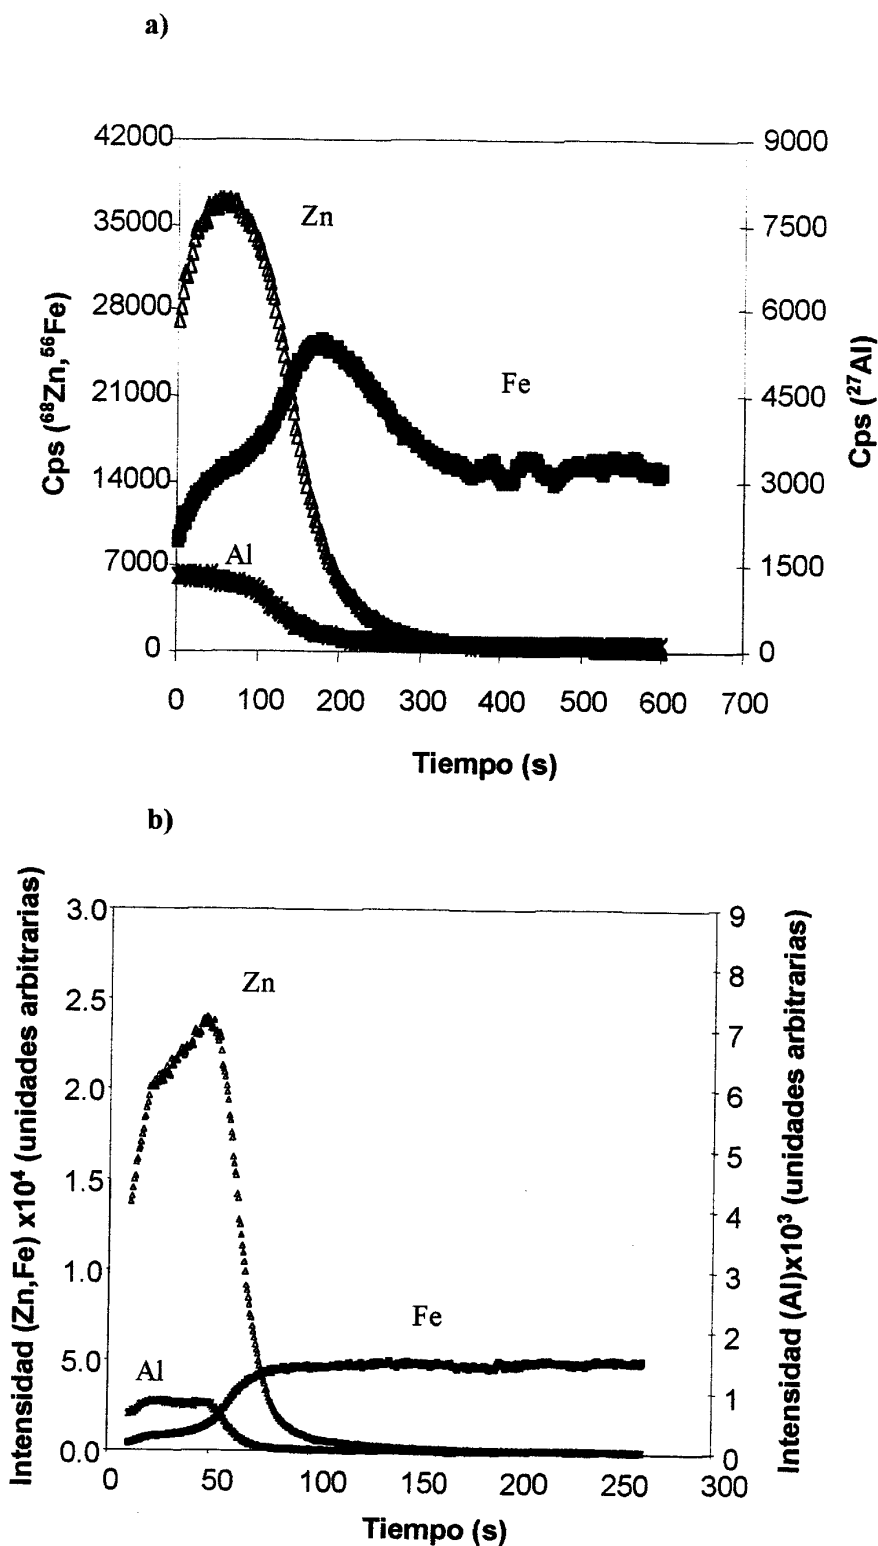 a)
42000
35000
28000
21000
14000
7000
0
Cps (⁶⁸Zn,⁵⁶Fe)
Zn
Fe
Al
9000
7500
6000
4500
3000
1500
0
Cps (²⁷Al)
0 100 200 300 400 500 600 700
Tiempo (s)
b)
3.0
2.5
2.0
1.5
1.0
5.0
0.0
Intensidad (Zn,Fe) x10⁴ (unidades arbitrarias)
Zn
Fe
Al
9
8
7
6
5
4
3
2
1
0
Intensidad (Al)x10³ (unidades arbitrarias)
0 50 100 150 200 250 300
Tiempo (s)